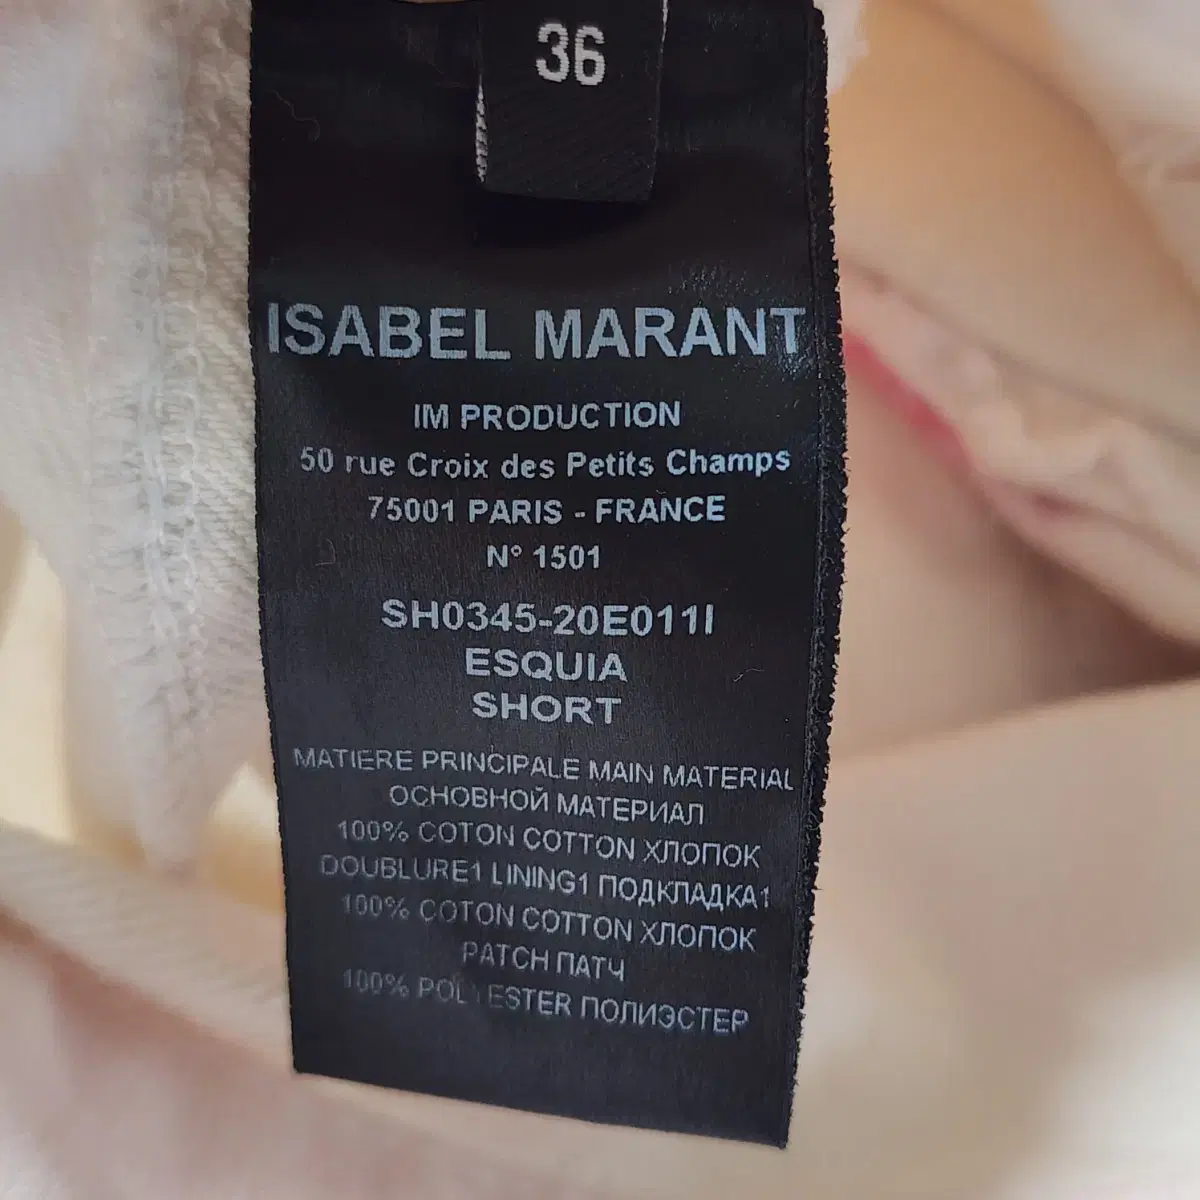 36
ISABEL MARANT
IM PRODUCTION
50 rue Croix des Petits Champs
75001 PARIS - FRANCE
N° 1501
SH0345-20E011I
ESQUIA
SHORT
MATIERE PRINCIPALE MAIN MATERIAL
ОСНОВНОЙ МАТЕРИАЛ
100% COTON COTTON ХЛОПОК
DOUBLURE1 LINING1 ПОДКЛАДКА1
100% COTON COTTON ХЛОПОК
PATCH ПАТЧ
100% POLYESTER ПОЛИЭСТЕР